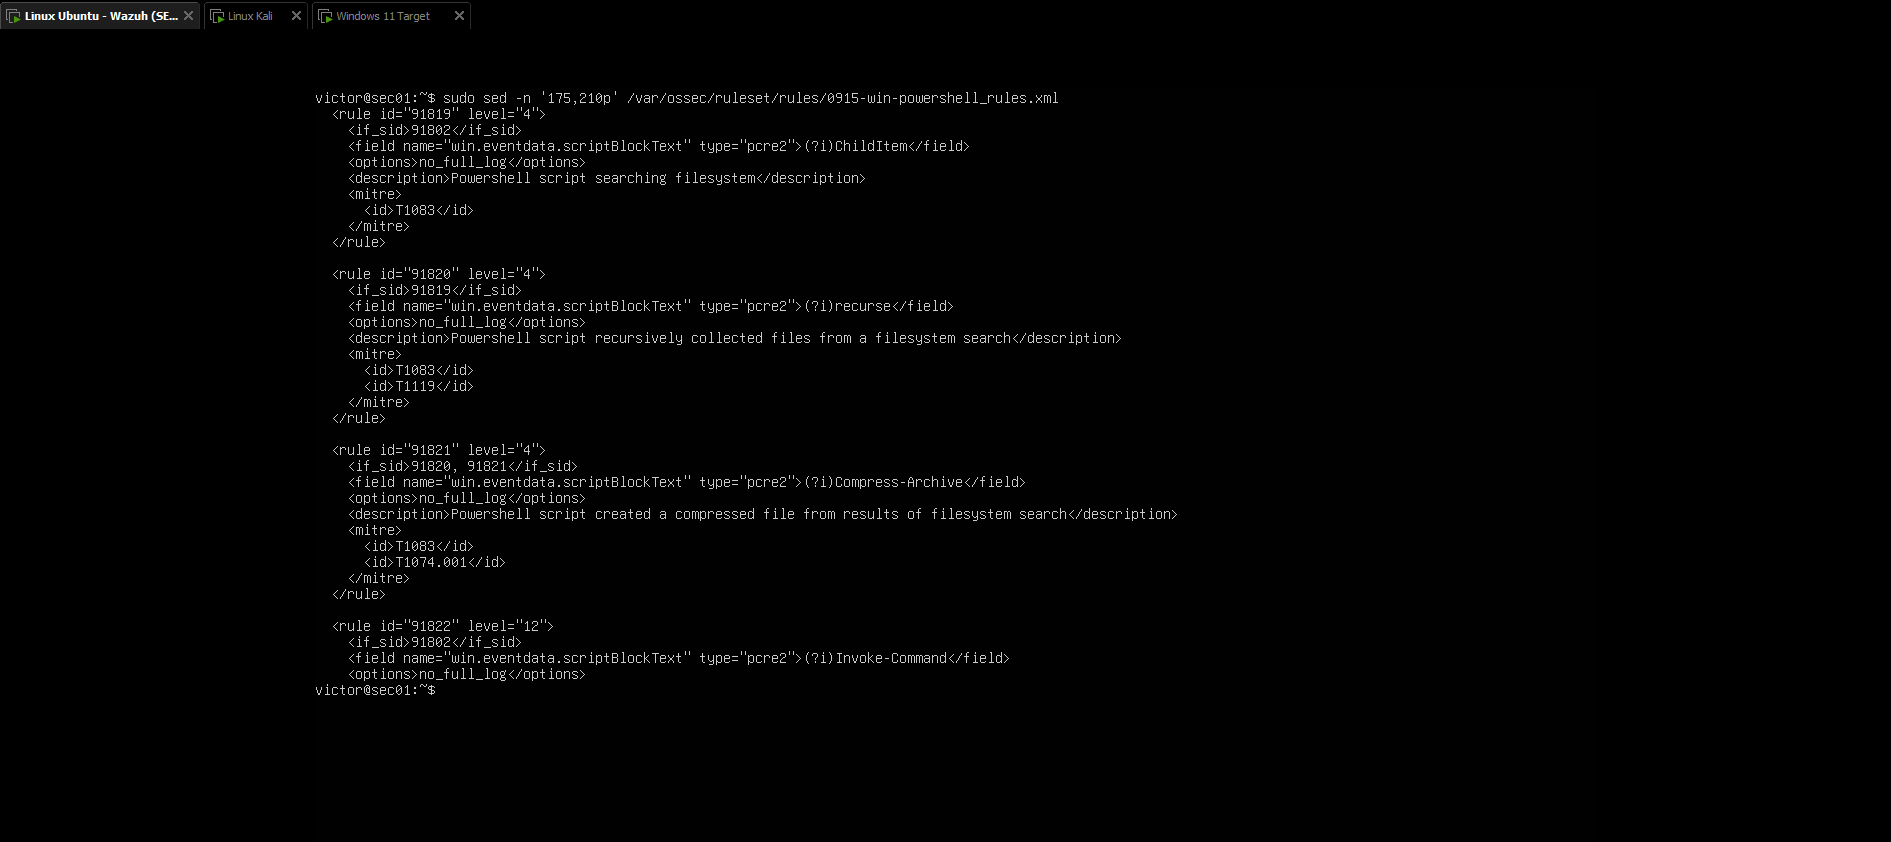 Linux Ubuntu - Wazuh (SE...
Linux Kali
Windows 11 Target
victor@sec01:~$ sudo sed -n '175,210p' /var/ossec/ruleset/rules/0915-win-powershell_rules.xml
  <rule id="91819" level="4">
    <if_sid>91802</if_sid>
    <field name="win.eventdata.scriptBlockText" type="pcre2">(?i)ChildItem</field>
    <options>no_full_log</options>
    <description>Powershell script searching filesystem</description>
    <mitre>
      <id>T1083</id>
    </mitre>
  </rule>

  <rule id="91820" level="4">
    <if_sid>91819</if_sid>
    <field name="win.eventdata.scriptBlockText" type="pcre2">(?i)recurse</field>
    <options>no_full_log</options>
    <description>Powershell script recursively collected files from a filesystem search</description>
    <mitre>
      <id>T1083</id>
      <id>T1119</id>
    </mitre>
  </rule>

  <rule id="91821" level="4">
    <if_sid>91820, 91821</if_sid>
    <field name="win.eventdata.scriptBlockText" type="pcre2">(?i)Compress-Archive</field>
    <options>no_full_log</options>
    <description>Powershell script created a compressed file from results of filesystem search</description>
    <mitre>
      <id>T1083</id>
      <id>T1074.001</id>
    </mitre>
  </rule>

  <rule id="91822" level="12">
    <if_sid>91802</if_sid>
    <field name="win.eventdata.scriptBlockText" type="pcre2">(?i)Invoke-Command</field>
    <options>no_full_log</options>
victor@sec01:~$